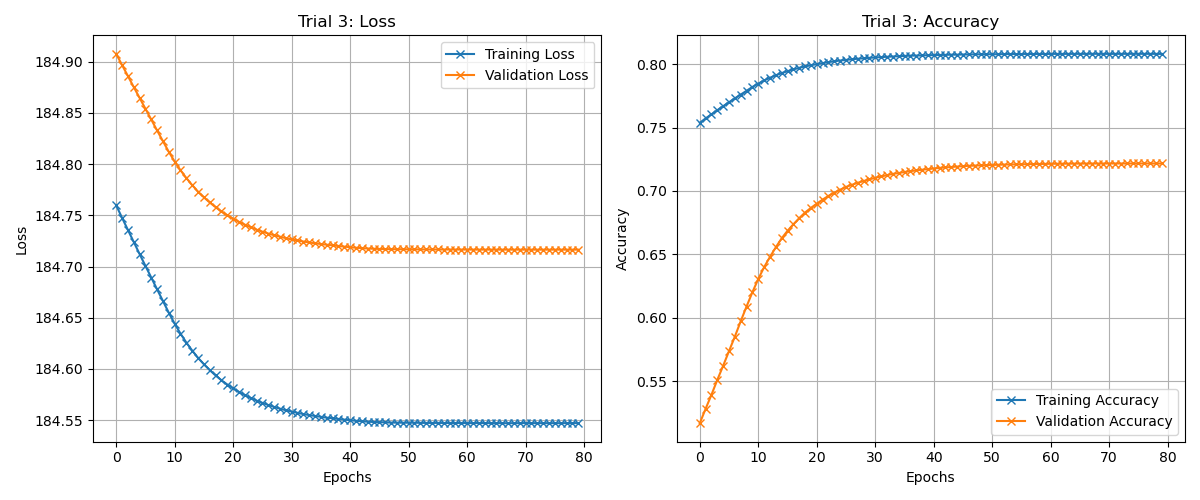 Trial 3: Loss
184.90
184.85
184.80
184.75
184.70
184.65
184.60
184.55
Loss
0 10 20 30 40 50 60 70 80
Epochs
Training Loss
Validation Loss
Trial 3: Accuracy
0.80
0.75
0.70
0.65
0.60
0.55
Accuracy
0 10 20 30 40 50 60 70 80
Epochs
Training Accuracy
Validation Accuracy